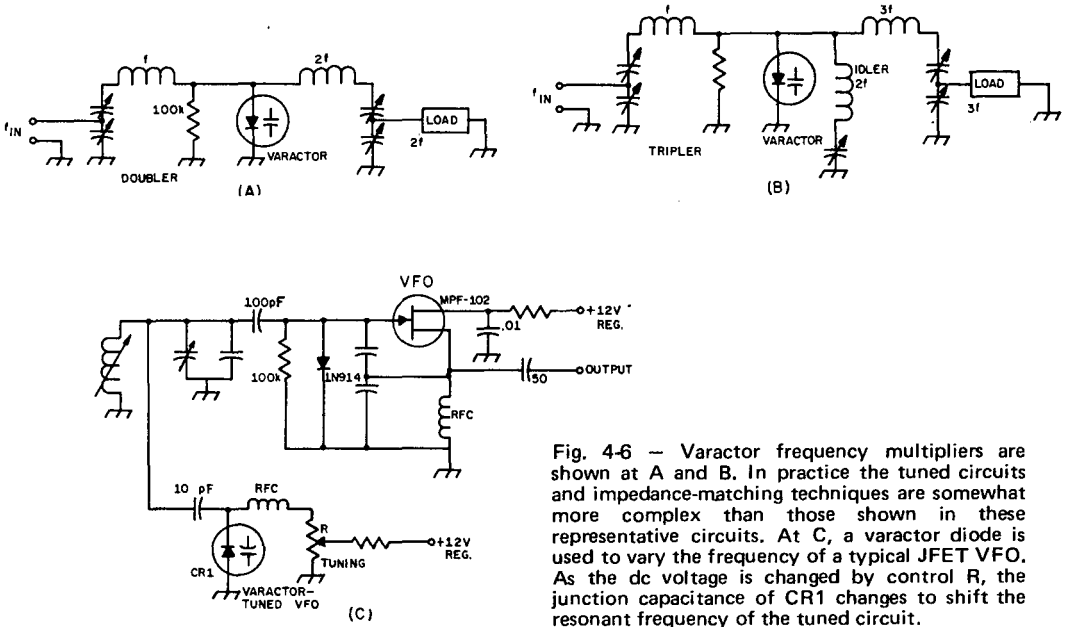 f
2f
100k
f IN
LOAD
2f
VARACTOR
DOUBLER
(A)
f
3f
f IN
IDLER
2f
LOAD
3f
VARACTOR
TRIPLER
(B)
VFO
MPF-102
100pF
+12V
REG.
.01
100k
1N914
50
OUTPUT
RFC
10 pF
RFC
R
+12V
REG.
TUNING
CR1
VARACTOR-
TUNED VFO
(C)
Fig. 4-6 — Varactor frequency multipliers are
shown at A and B. In practice the tuned circuits
and impedance-matching techniques are somewhat
more complex than those shown in these
representative circuits. At C, a varactor diode is
used to vary the frequency of a typical JFET VFO.
As the dc voltage is changed by control R, the
junction capacitance of CR1 changes to shift the
resonant frequency of the tuned circuit.